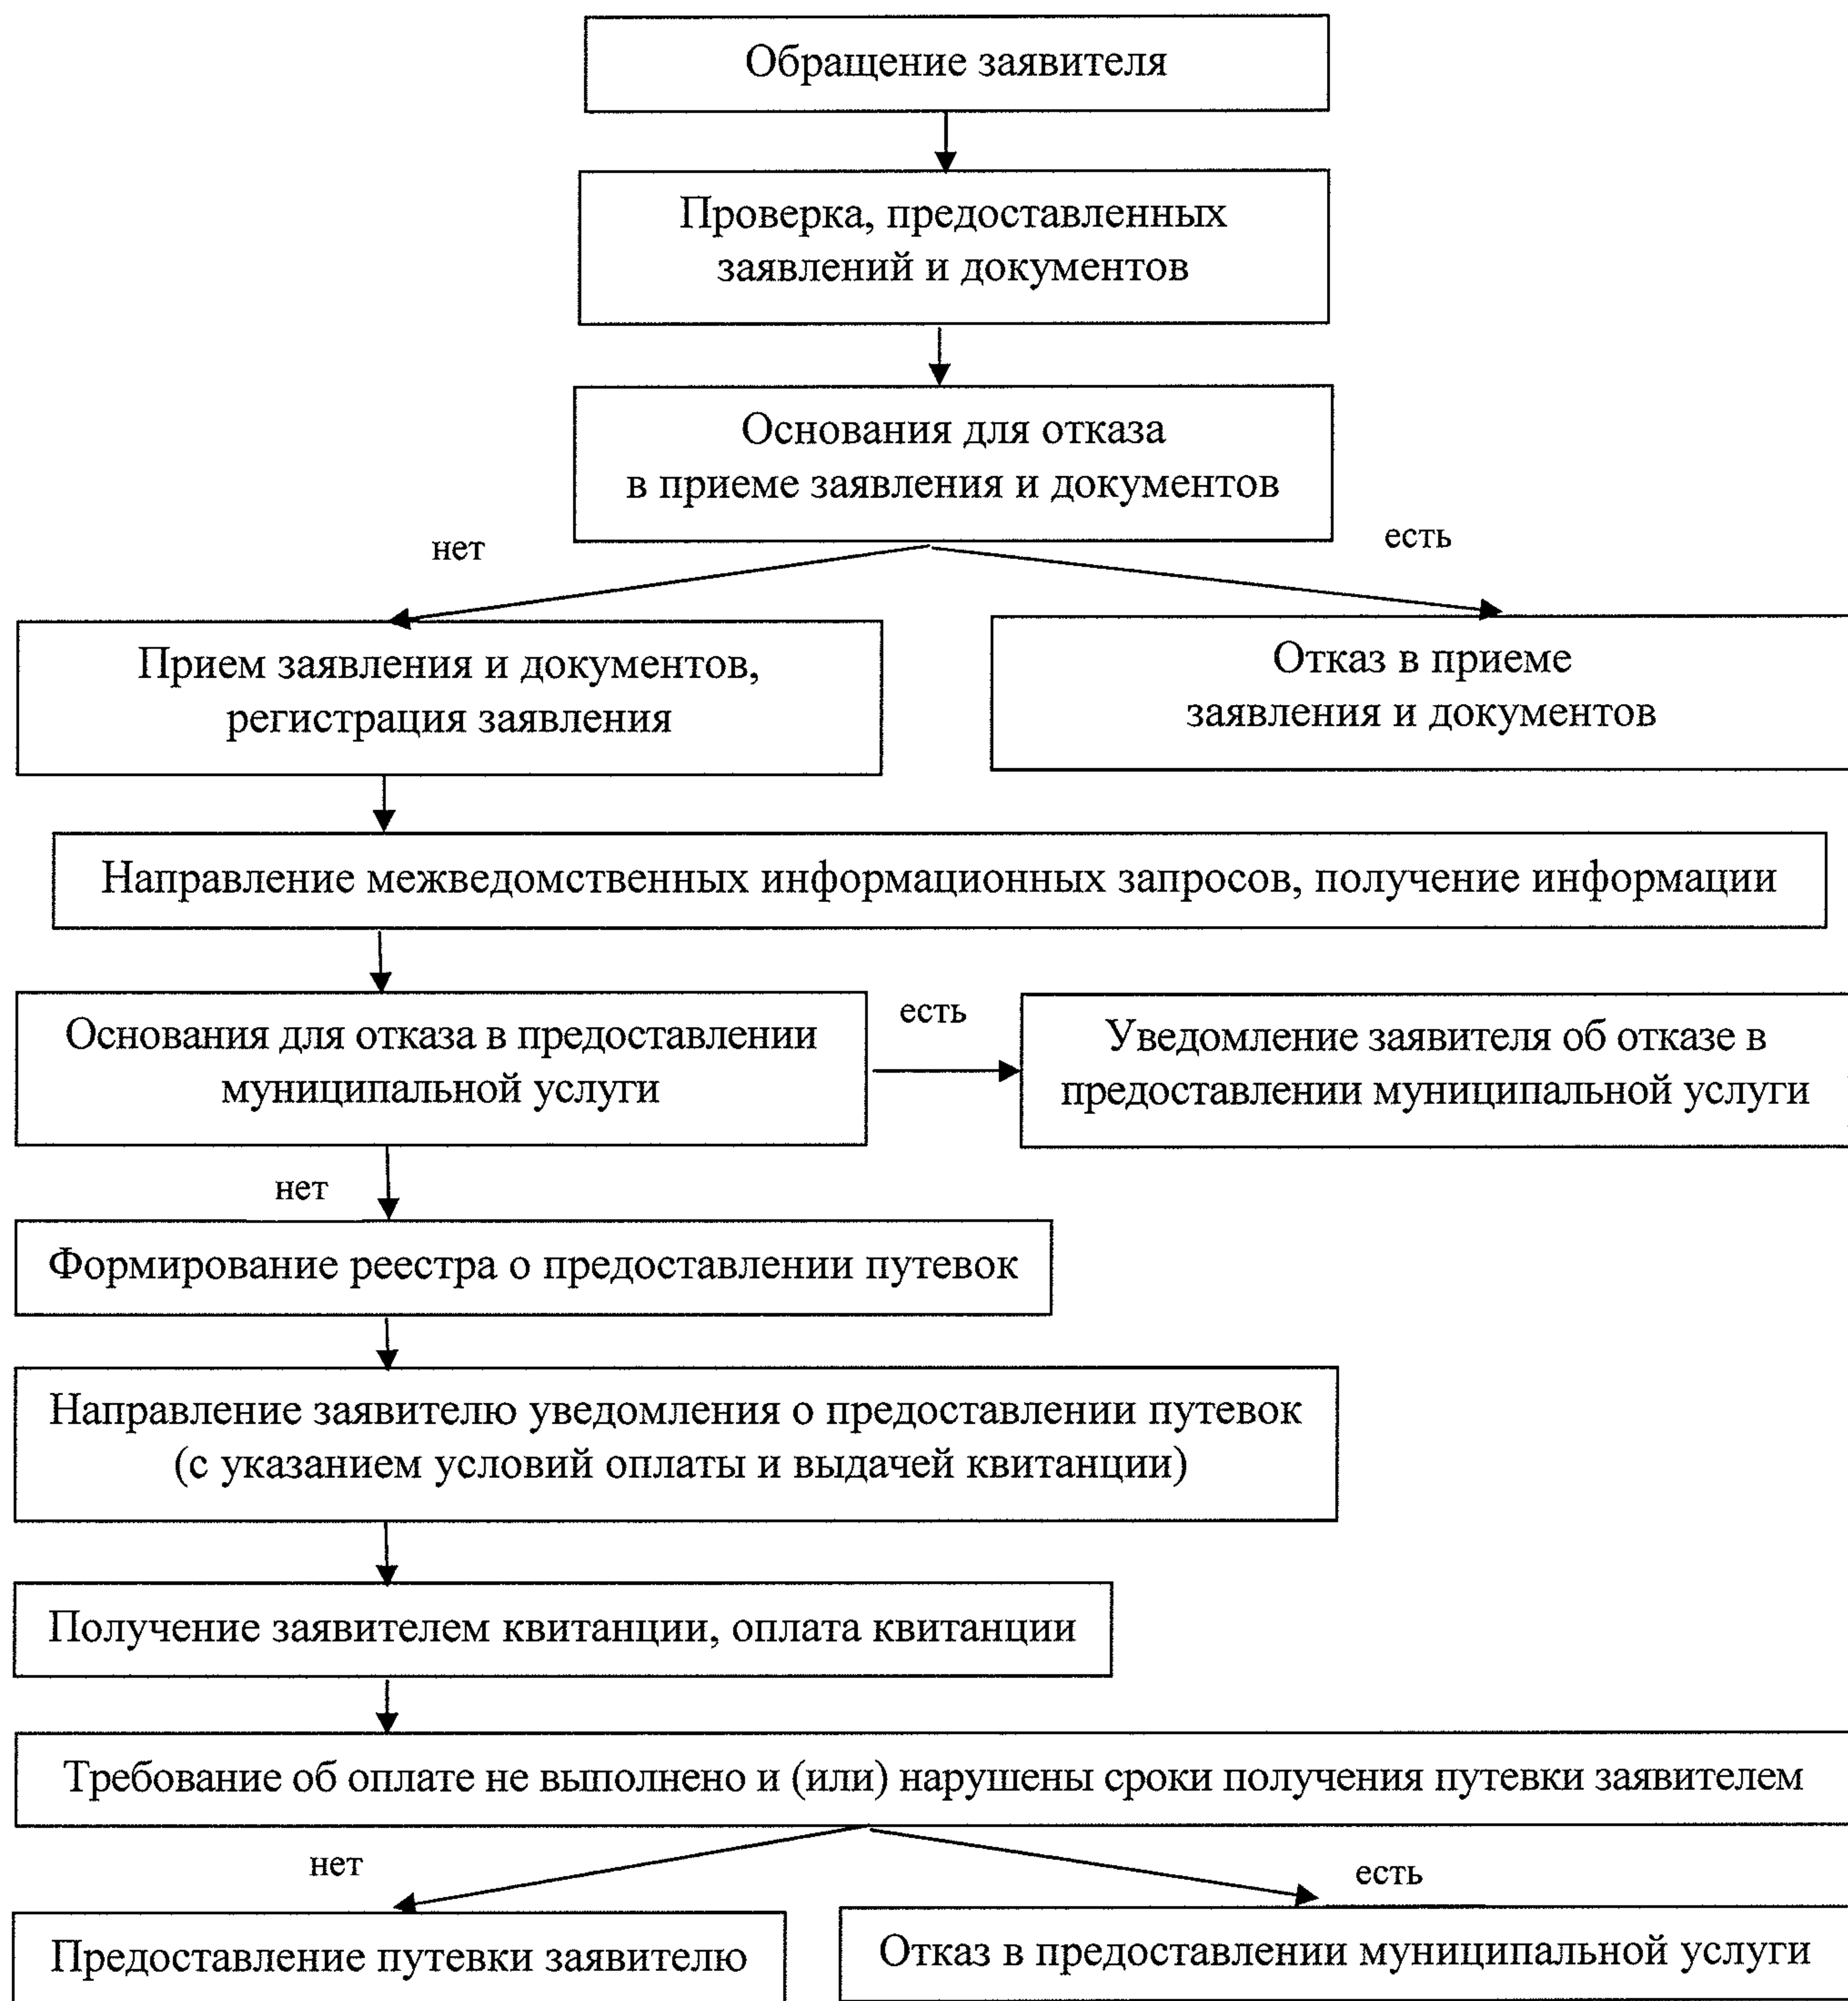 Обращение заявителя
Проверка, предоставленных
заявлений и документов
Основания для отказа
в приеме заявления и документов
нет
есть
Прием заявления и документов,
регистрация заявления
Отказ в приеме
заявления и документов
Направление межведомственных информационных запросов, получение информации
Основания для отказа в предоставлении
муниципальной услуги
есть
Уведомление заявителя об отказе в
предоставлении муниципальной услуги
нет
Формирование реестра о предоставлении путевок
Направление заявителю уведомления о предоставлении путевок
(с указанием условий оплаты и выдачей квитанции)
Получение заявителем квитанции, оплата квитанции
Требование об оплате не выполнено и (или) нарушены сроки получения путевки заявителем
нет
есть
Предоставление путевки заявителю
Отказ в предоставлении муниципальной услуги